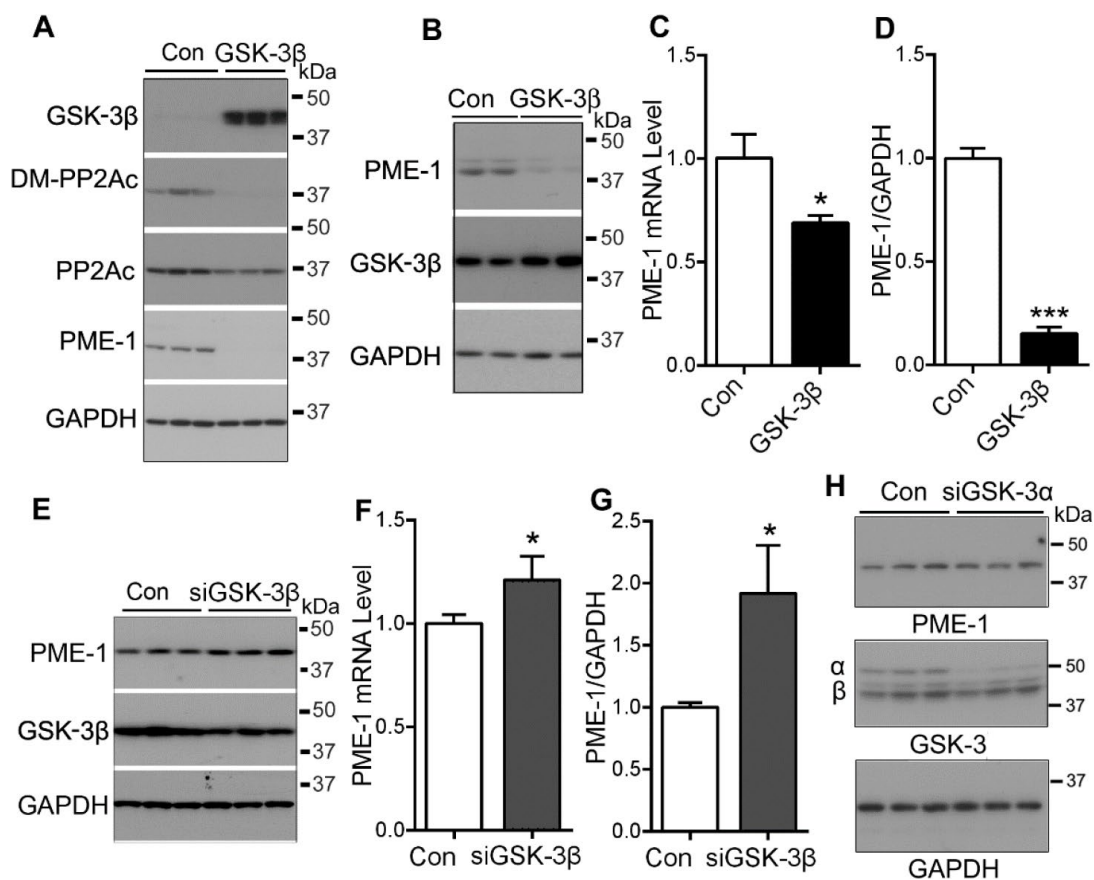 A
Con GSK-3β
kDa
GSK-3β
50
37
DM-PP2Ac
37
50
PP2Ac
37
PME-1
50
37
GAPDH
37
B
Con GSK-3β
kDa
PME-1
50
37
GSK-3β
50
37
GAPDH
37
C
PME-1 mRNA Level
1.5
1.0
0.5
0.0
*
Con
GSK-3β
D
PME-1/GAPDH
1.5
1.0
0.5
0.0
***
Con
GSK-3β
E
Con siGSK-3β
kDa
PME-1
50
37
GSK-3β
50
37
GAPDH
37
F
PME-1 mRNA Level
1.5
1.0
0.5
0.0
*
Con siGSK-3β
G
PME-1/GAPDH
2.5
2.0
1.5
1.0
0.5
0.0
*
Con siGSK-3β
H
Con siGSK-3α
kDa
50
37
PME-1
α
β
50
37
GSK-3
37
GAPDH